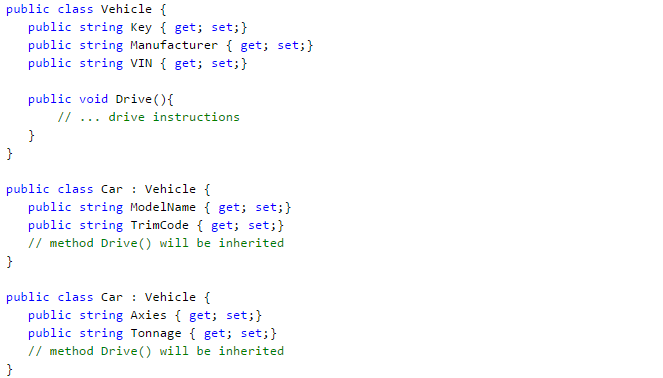 public class Vehicle {
public string Key { get; set;}
public string Manufacturer { get; set;}
public string VIN { get; set;}
public void Drive(){
// ... drive instructions
}
}
public class Car : Vehicle {
public string ModelName { get; set;}
public string TrimCode { get; set;}
// method Drive() will be inherited
}
public class Car : Vehicle {
public string Axies { get; set;}
public string Tonnage { get; set;}
// method Drive() will be inherited
}